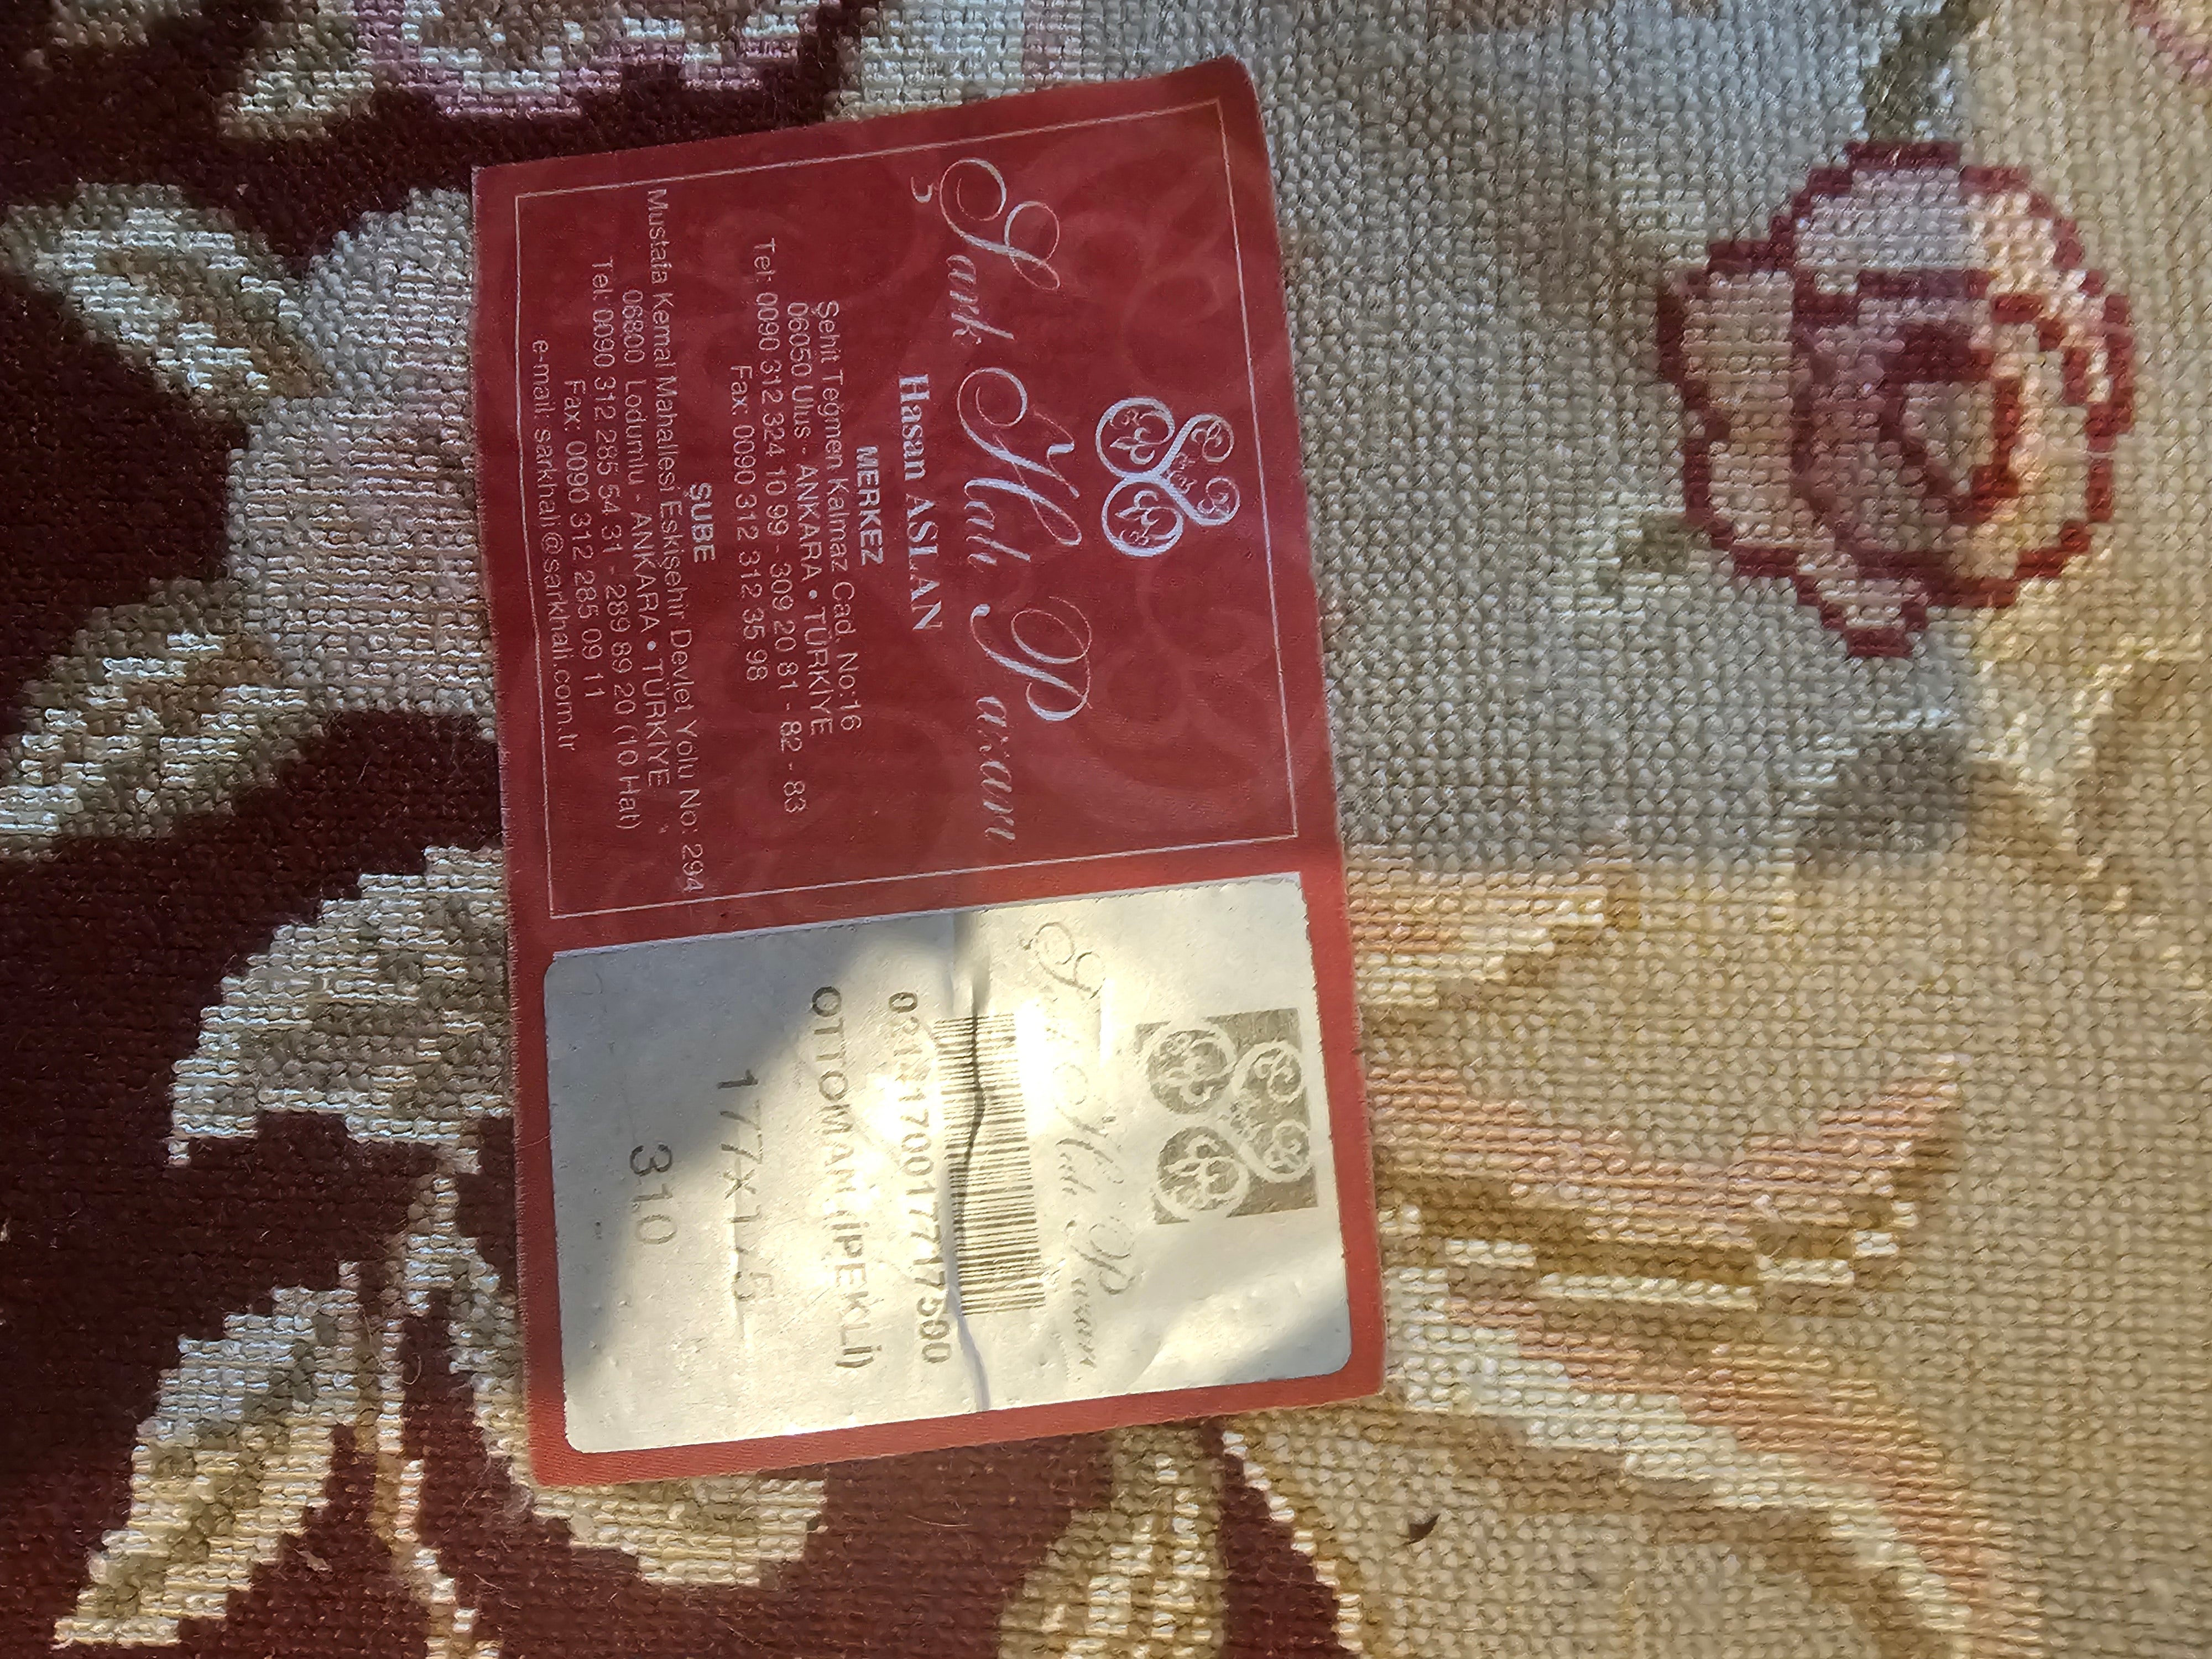 Şark Halı Pazarı
Hasan ASLAN
MERKEZ
Şehit Teğmen Kalmaz Cad. No:16
06050 Ulus - ANKARA • TÜRKİYE
Tel: 0090 312 324 10 99 - 309 20 81 - 82 - 83
Fax: 0090 312 312 35 98
ŞUBE
Mustafa Kemal Mahallesi Eskişehir Devlet Yolu No: 294
06800 Lodumlu - ANKARA • TÜRKİYE
Tel: 0090 312 285 54 31 - 289 89 20 (10 Hat)
Fax: 0090 312 285 09 11
e-mail: sarkhali@sarkhali.com.tr
Şark Halı Pazarı
OTTOMAN(İPEKLİ)
310